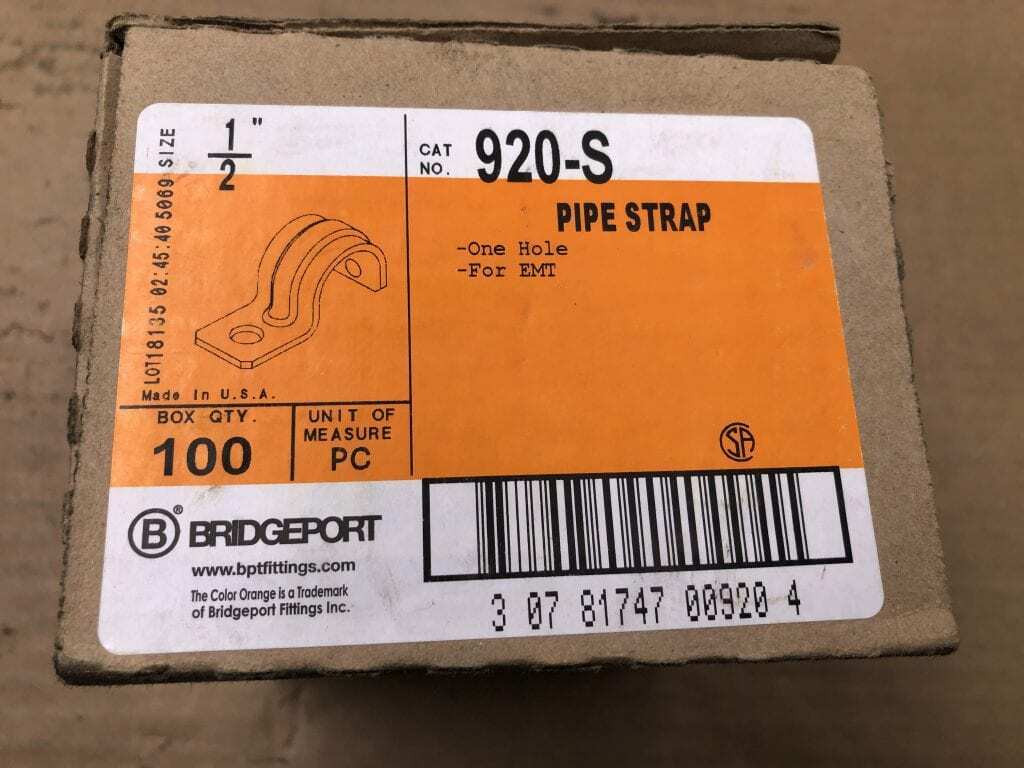 LOT18135 02:45:40 5069 SIZE
1"
2
CAT
NO. 920-S
PIPE STRAP
-One Hole
-For EMT
Made In U.S.A.
BOX QTY.
100
UNIT OF
MEASURE
PC
SA
B® BRIDGEPORT
www.bptfittings.com
The Color Orange is a Trademark
of Bridgeport Fittings Inc.
3 07 81747 00920 4